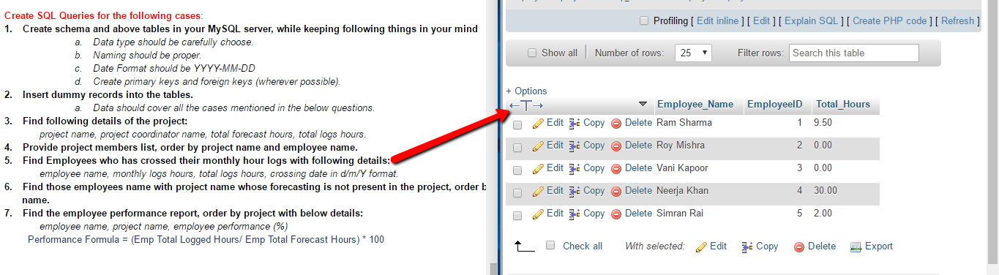 Create SQL Queries for the following cases:
1. Create schema and above tables in your MySQL server, while keeping following things in your mind
a. Data type should be carefully choose.
b. Naming should be proper.
c. Date Format should be YYYY-MM-DD
d. Create primary keys and foreign keys (wherever possible).
2. Insert dummy records into the tables.
a. Data should cover all the cases mentioned in the below questions.
3. Find following details of the project:
project name, project coordinator name, total forecast hours, total logs hours.
4. Provide project members list, order by project name and employee name.
5. Find Employees who has crossed their monthly hour logs with following details:
employee name, monthly logs hours, total logs hours, crossing date in d/m/Y format.
6. Find those employees name with project name whose forecasting is not present in the project, order
name.
7. Find the employee performance report, order by project with below details:
employee name, project name, employee performance (%)
Performance Formula = (Emp Total Logged Hours/ Emp Total Forecast Hours) * 100
Profiling [ Edit inline ] [ Edit ] [ Explain SQL ] [ Create PHP code ] [ Refresh ]
Show all Number of rows: 25 Filter rows: Search this table
+ Options
Employee_Name EmployeeID Total_Hours
Edit Copy Delete Ram Sharma 1 9.50
Edit Copy Delete Roy Mishra 2 0.00
Edit Copy Delete Vani Kapoor 3 0.00
Edit Copy Delete Neerja Khan 4 30.00
Edit Copy Delete Simran Rai 5 2.00
Check all With selected: Edit Copy Delete Export